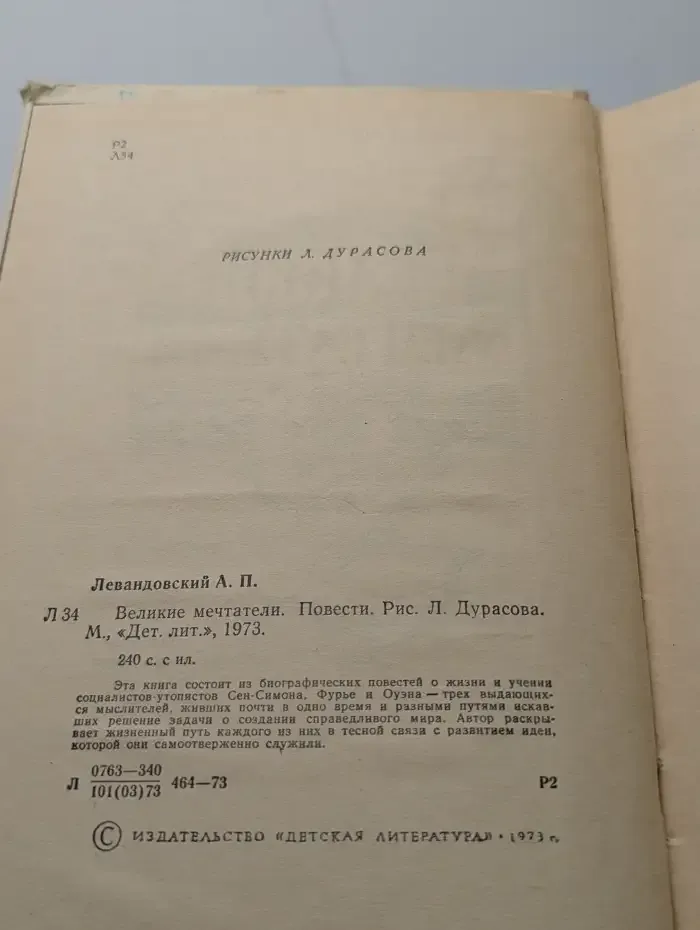 Р2
Л34
РИСУНКИ Л. ДУРАСОВА
Левандовский А. П.
Л 34 Великие мечтатели. Повести. Рис. Л. Дурасова.
М., «Дет. лит.», 1973.
240 с. с ил.
Эта книга состоит из биографических повестей о жизни и учении
социалистов-утопистов Сен-Симона, Фурье и Оуэна — трех выдающих-
ся мыслителей, живших почти в одно время и разными путями искав-
ших решение задачи о создании справедливого мира. Автор раскры-
вает жизненный путь каждого из них в тесной связи с развитием идеи,
которой они самоотверженно служили.
Л 0763—340
101(03)73 464—73 Р2
© ИЗДАТЕЛЬСТВО «ДЕТСКАЯ ЛИТЕРАТУРА» • 1973 г.